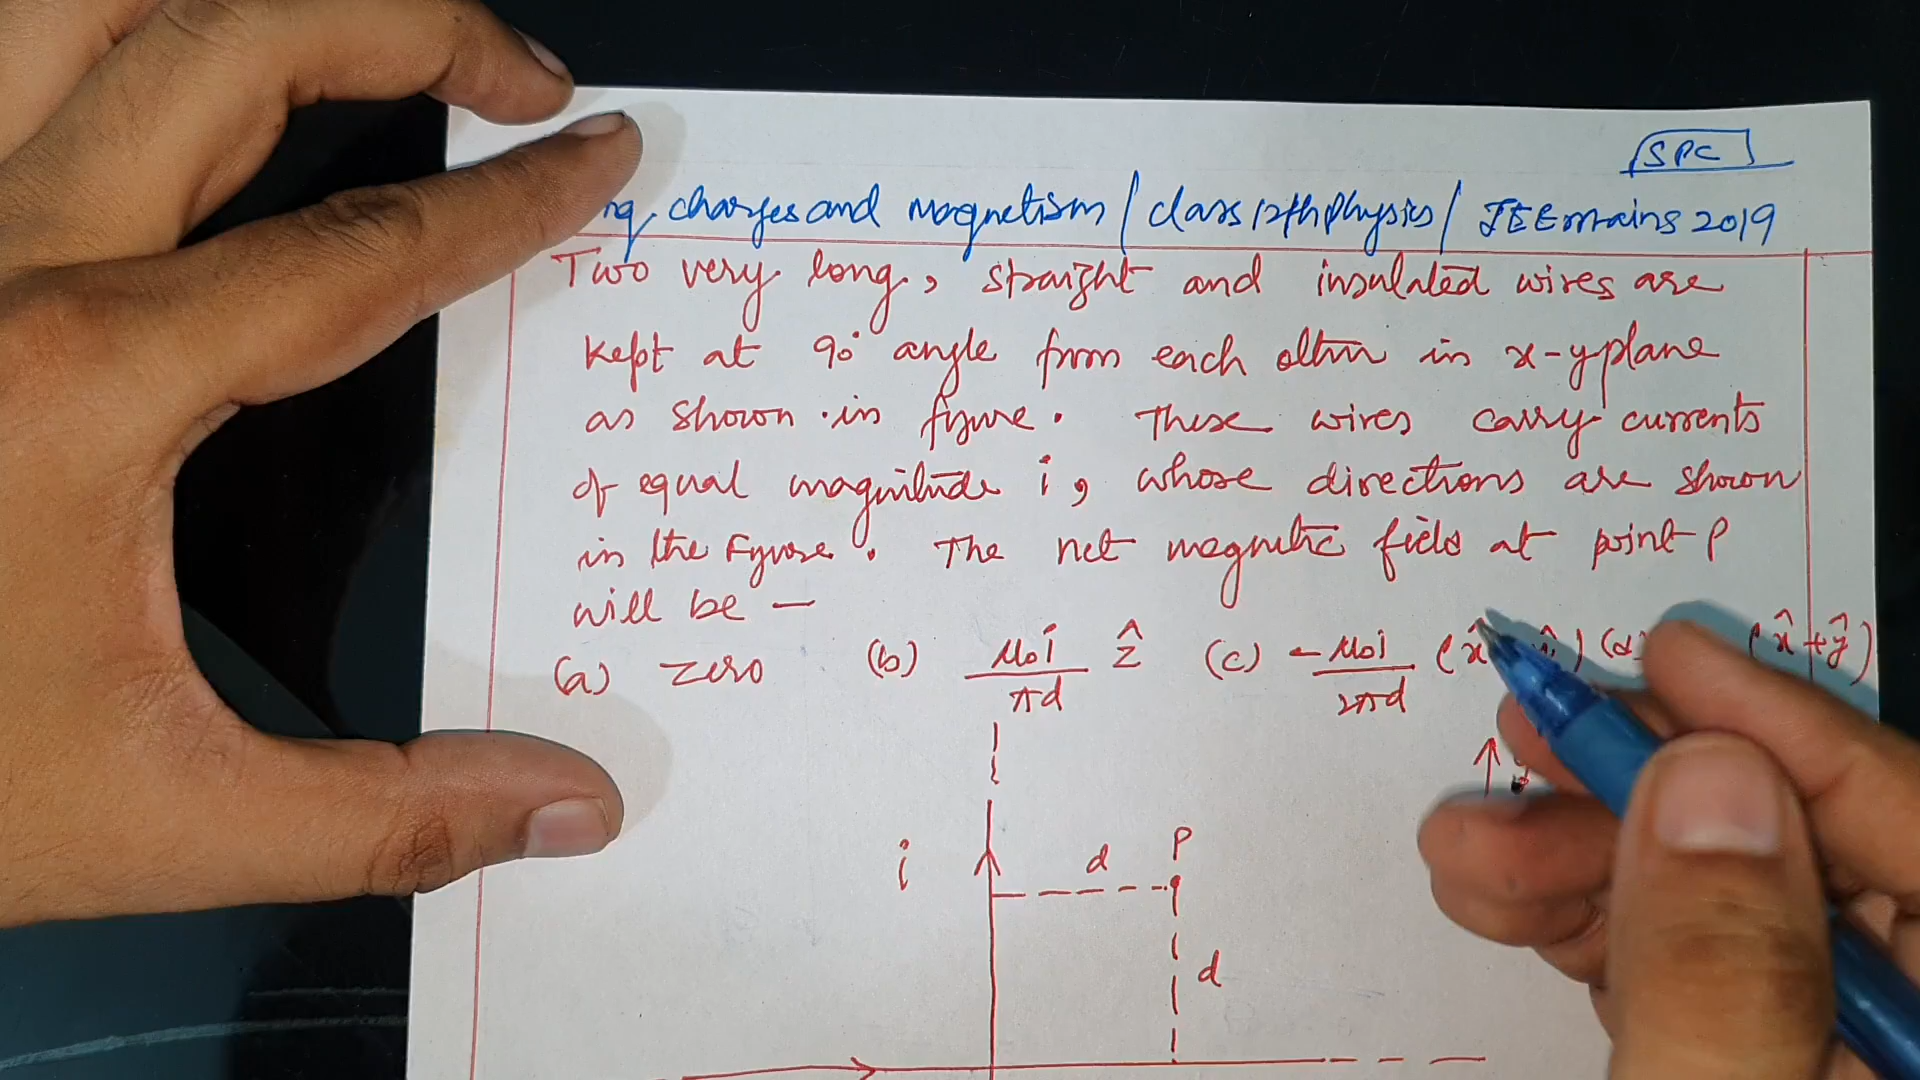 SPC
ng charges and magnetism / class 12th physics / JEE mains 2019
Two very long, straight and insulated wires are
kept at 90° angle from each other in x-y plane
as shown in figure. These wires carry currents
of equal magnitude i, whose directions are shown
in the Figure. The net magnetic field at point P
will be —
(a) zero (b) μ₀i/πd ẑ (c) -μ₀i/2πd (x̂ ) (d) (x̂+ŷ)
y
P
i
d
d